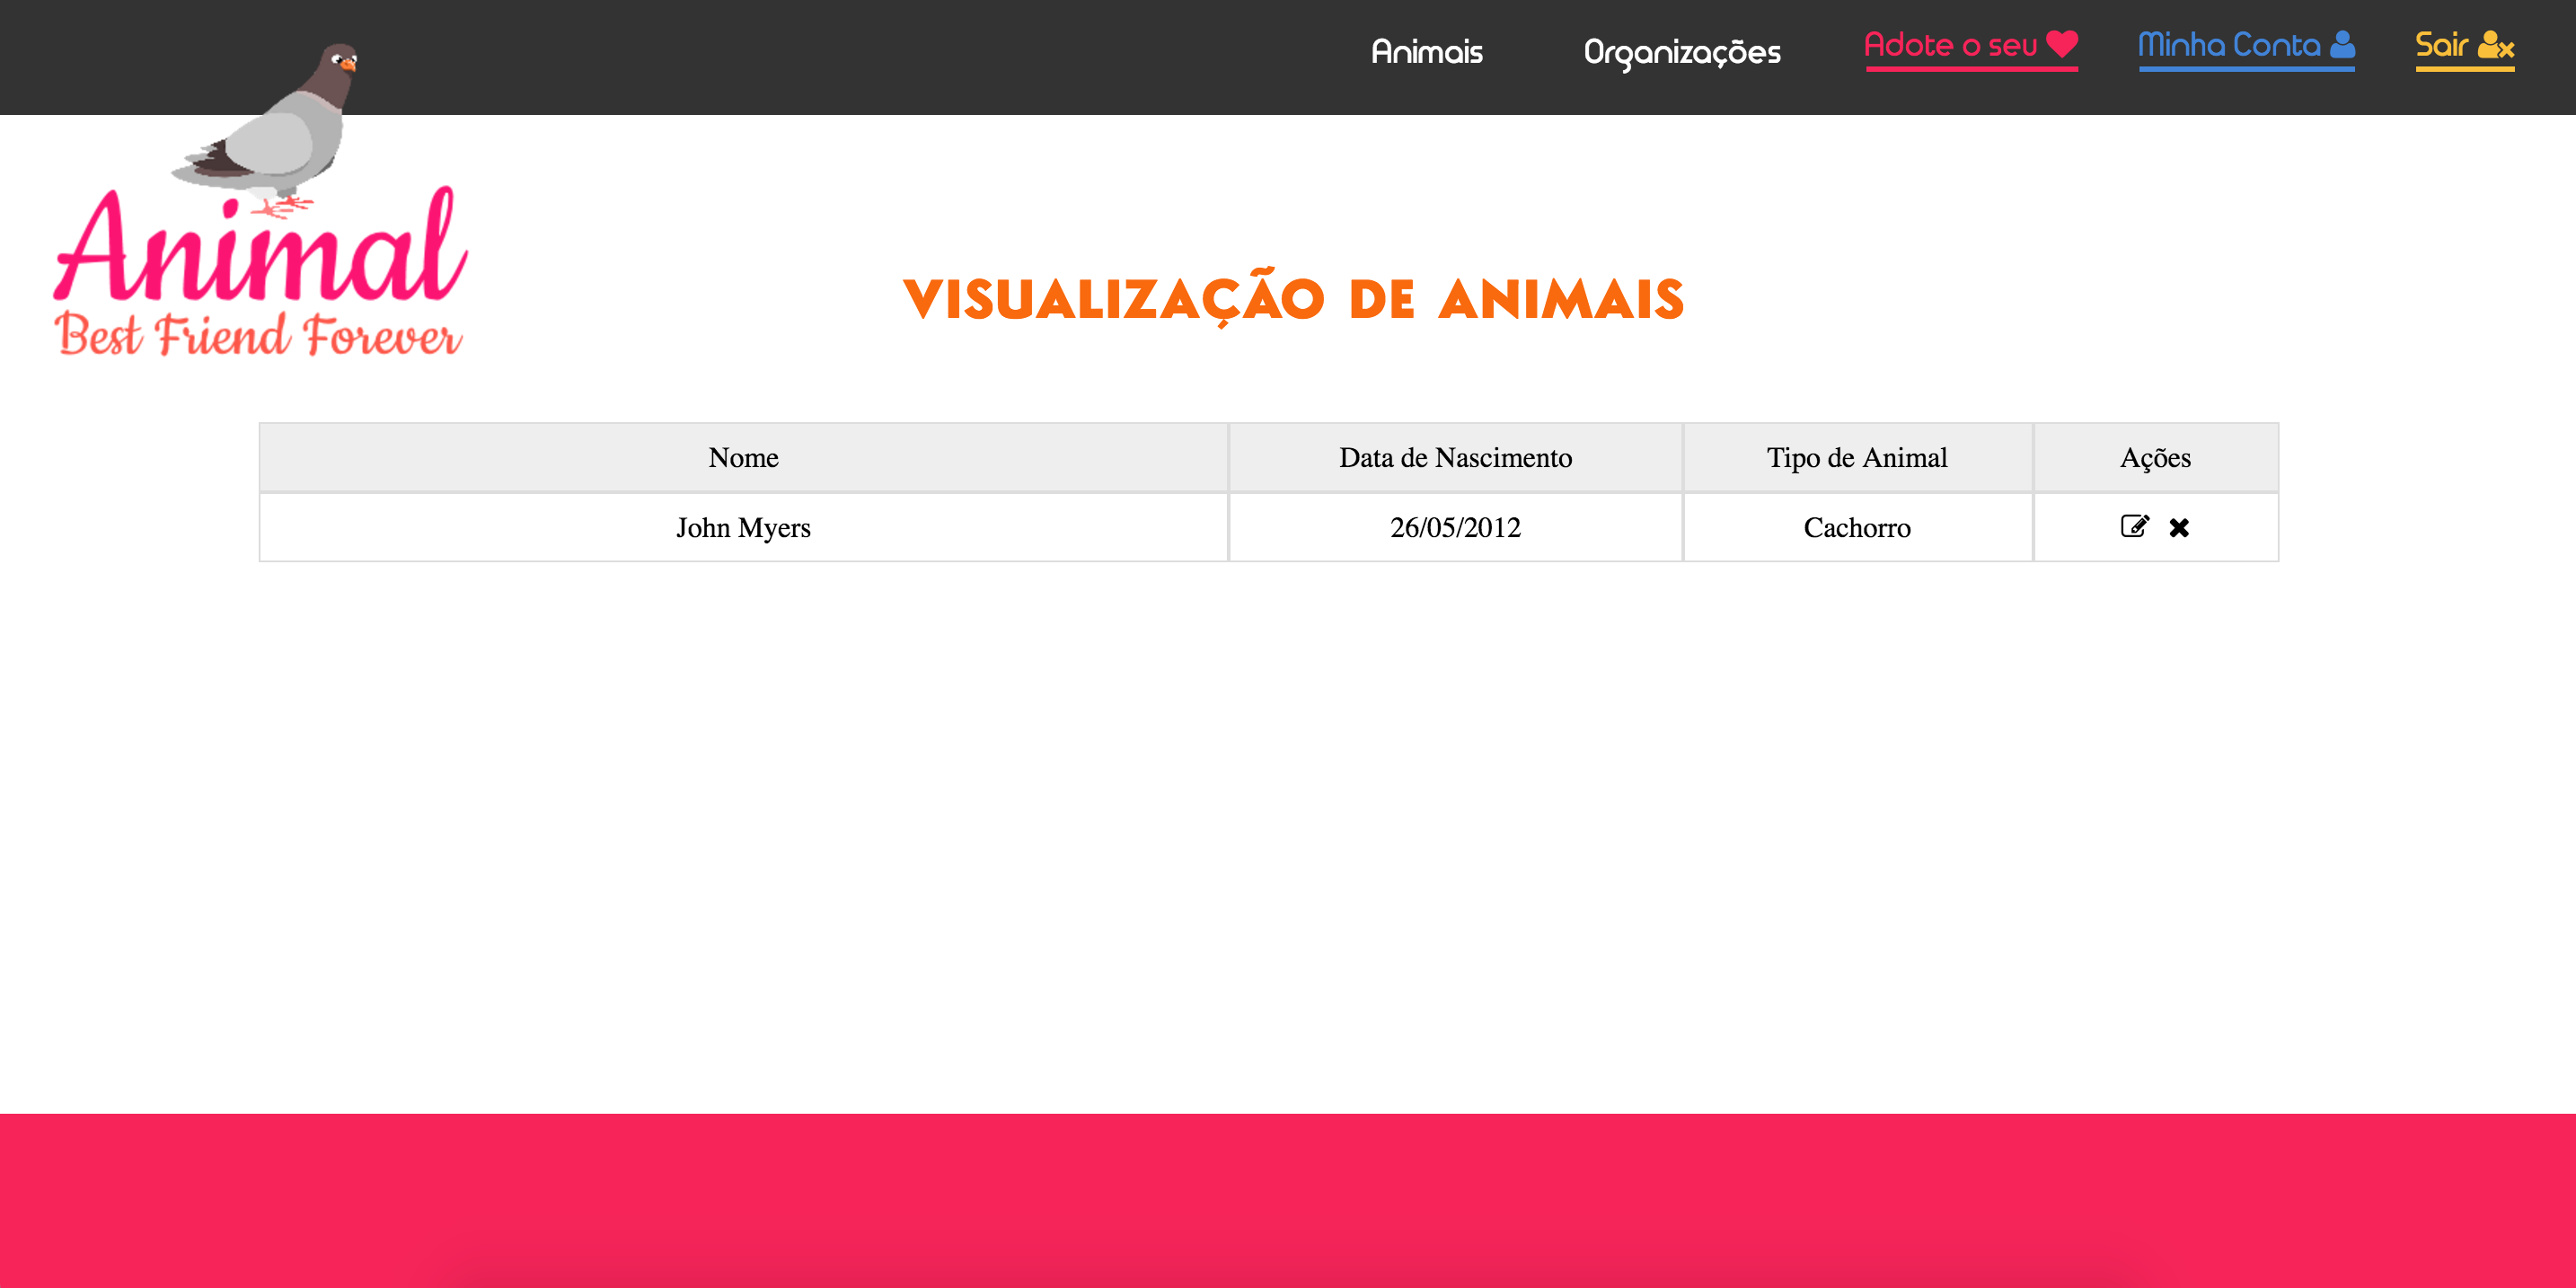 Animais
Organizações
Adote o seu
Minha Conta
Sair
Animal
Best Friend Forever
VISUALIZAÇÃO DE ANIMAIS
Nome Data de Nascimento Tipo de Animal Ações
John Myers 26/05/2012 Cachorro